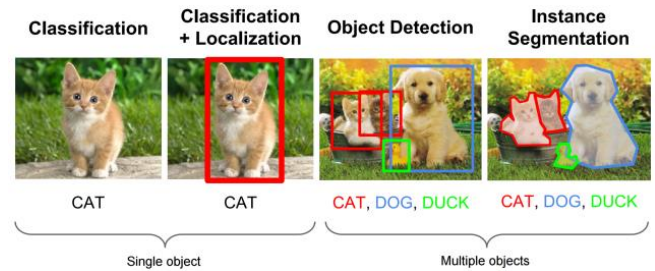 Classification
Classification
+ Localization
Object Detection
Instance
Segmentation
CAT
CAT
CAT, DOG, DUCK
CAT, DOG, DUCK
Single object
Multiple objects